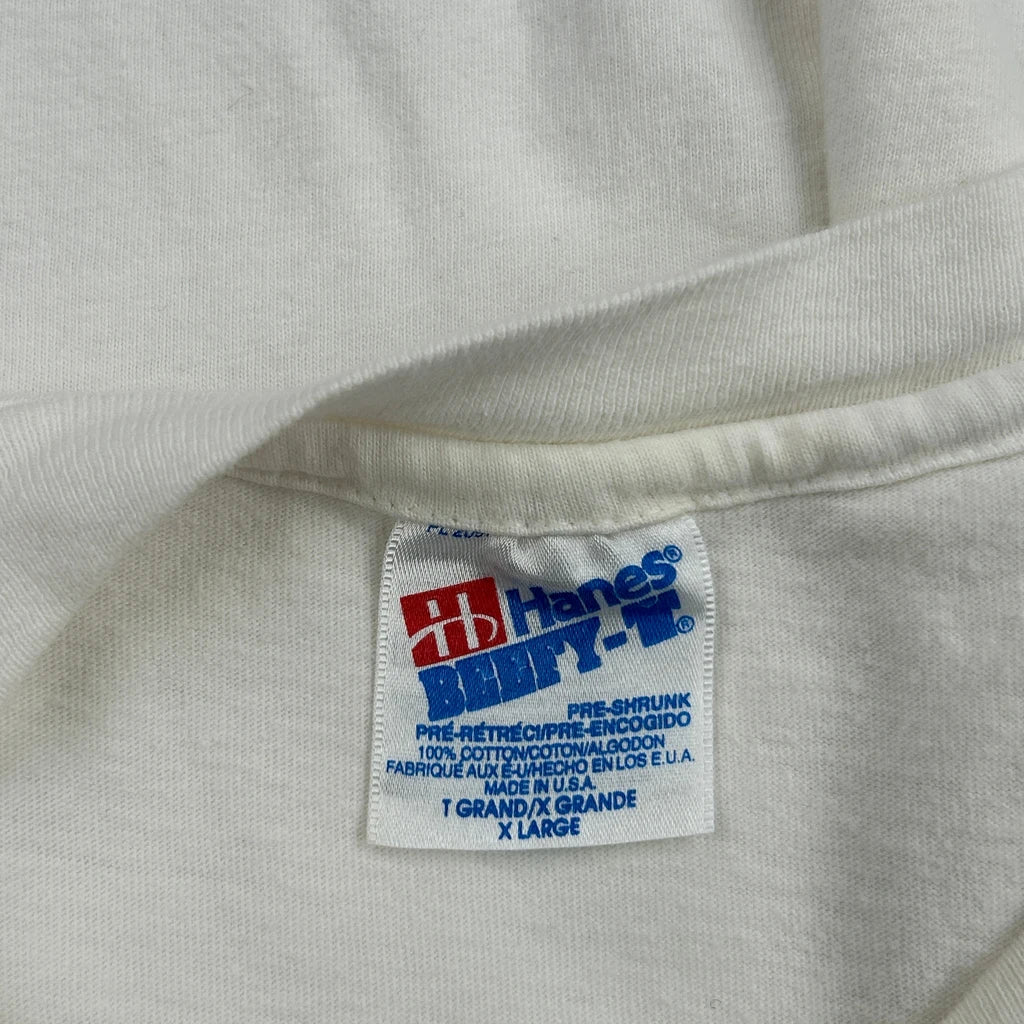 Hanes®
BEEFY-T®
PRE-SHRUNK
PRÉ-RÉTRÉCI/PRE-ENCOGIDO
100% COTTON/COTON/ALGODON
FABRIQUÉ AUX É-U/HECHO EN LOS E.U.A.
MADE IN U.S.A.
T GRAND/X GRANDE
X LARGE